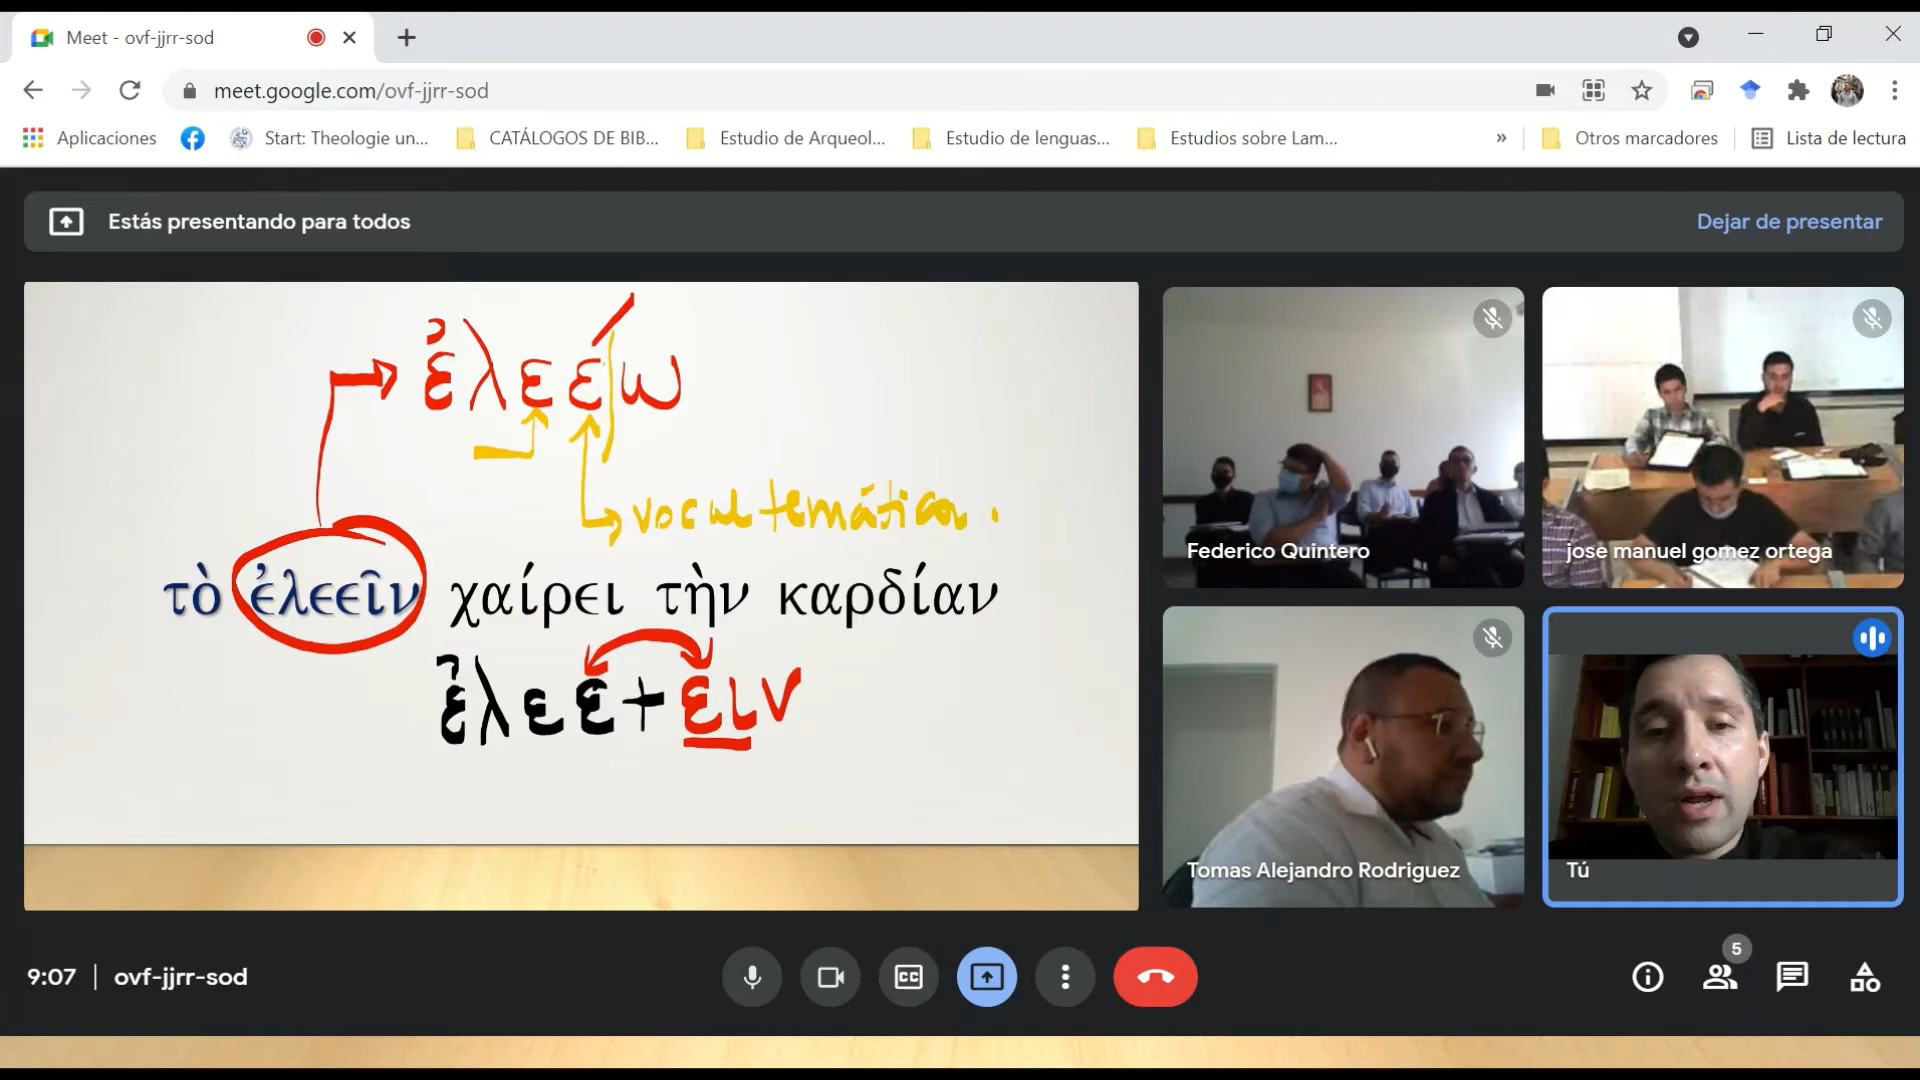 Meet - ovf-jjrr-sod
meet.google.com/ovf-jjrr-sod
Aplicaciones
Start: Theologie un...
CATÁLOGOS DE BIB...
Estudio de Arqueol...
Estudio de lenguas...
Estudios sobre Lam...
»
Otros marcadores
Lista de lectura
Estás presentando para todos
Dejar de presentar
ἐλεέω
vocal temática.
τὸ ἐλεεῖν χαίρει τὴν καρδίαν
ἐλεε+ειν
Federico Quintero
jose manuel gomez ortega
Tomas Alejandro Rodriguez
Tú
9:07 | ovf-jjrr-sod
CC
5